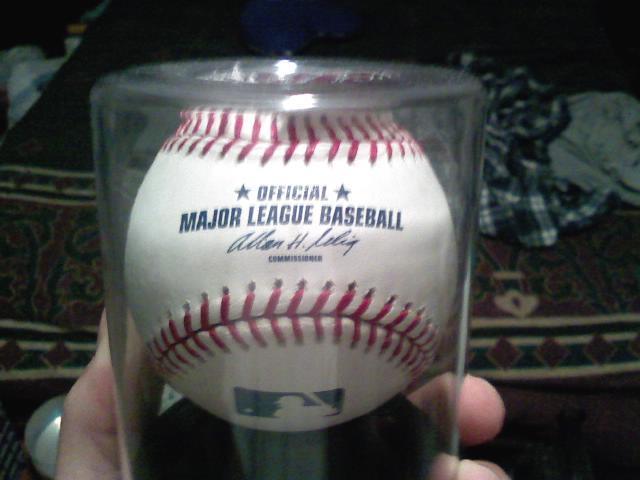 ★ OFFICIAL ★
MAJOR LEAGUE BASEBALL
Allan H. Selig
COMMISSIONER